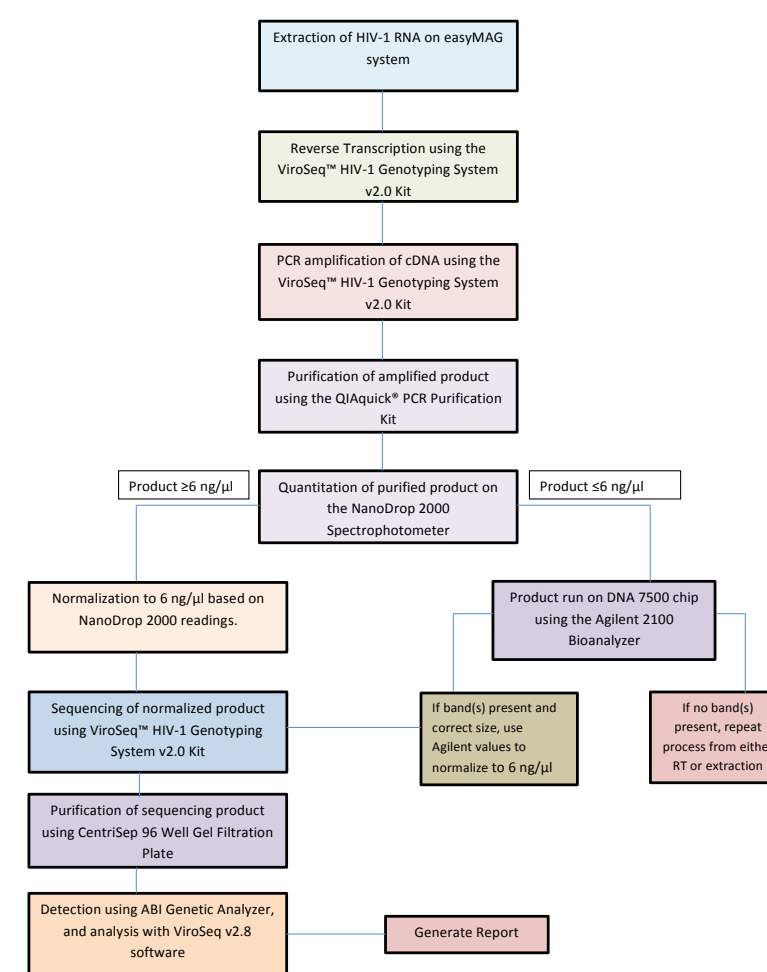 Extraction of HIV-1 RNA on easyMAG
system
Reverse Transcription using the
ViroSeq™ HIV-1 Genotyping System
v2.0 Kit
PCR amplification of cDNA using the
ViroSeq™ HIV-1 Genotyping System
v2.0 Kit
Purification of amplified product
using the QIAquick® PCR Purification
Kit
Product ≥6 ng/µl
Quantitation of purified product on
the NanoDrop 2000
Spectrophotometer
Product ≤6 ng/µl
Normalization to 6 ng/µl based on
NanoDrop 2000 readings.
Product run on DNA 7500 chip
using the Agilent 2100
Bioanalyzer
Sequencing of normalized product
using ViroSeq™ HIV-1 Genotyping
System v2.0 Kit
If band(s) present and
correct size, use
Agilent values to
normalize to 6 ng/µl
If no band(s)
present, repeat
process from eithe
RT or extraction
Purification of sequencing product
using CentriSep 96 Well Gel Filtration
Plate
Detection using ABI Genetic Analyzer,
and analysis with ViroSeq v2.8
software
Generate Report